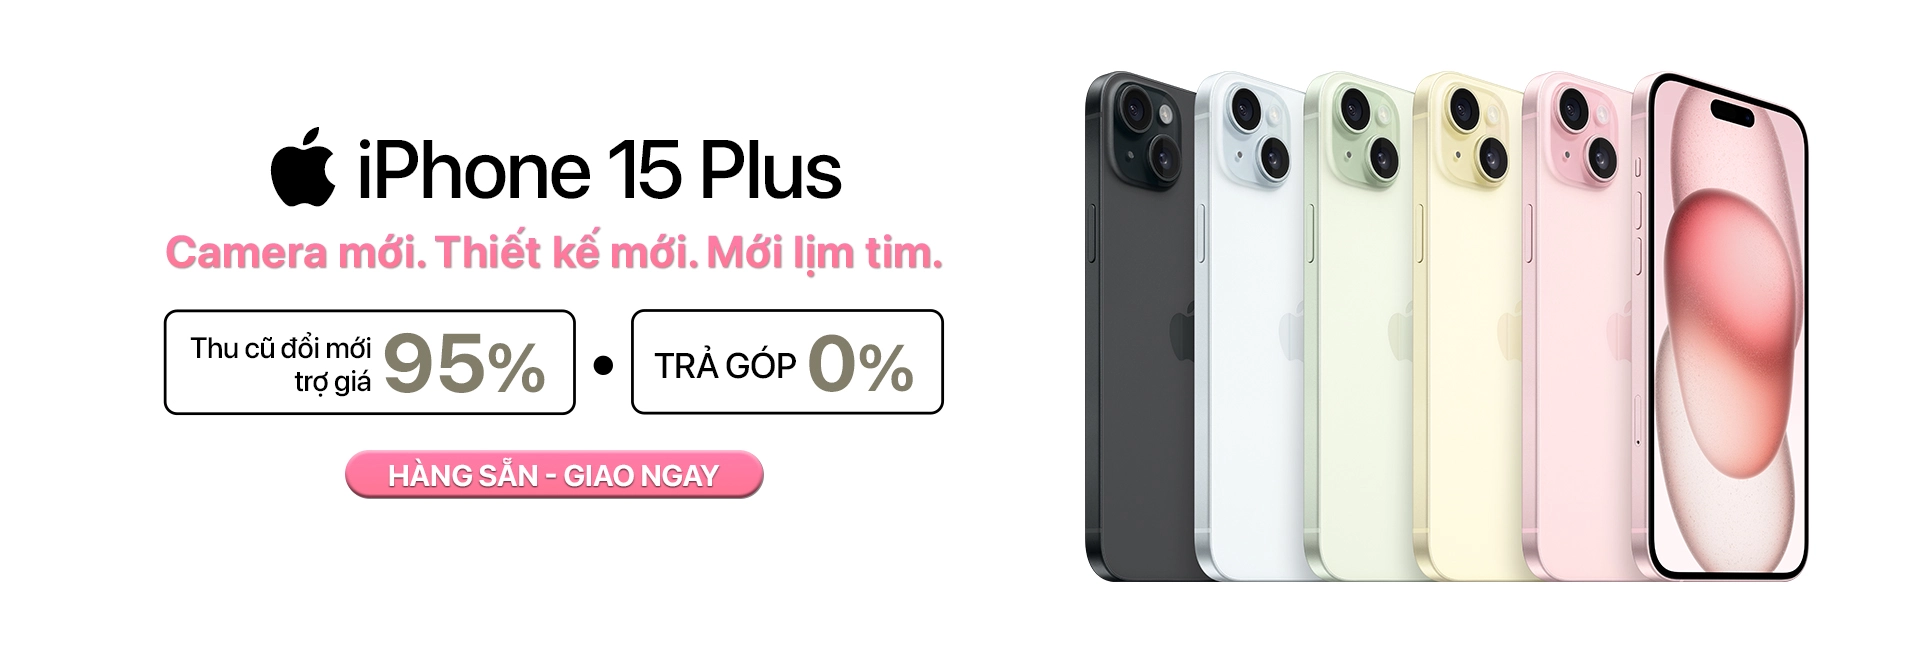 iPhone 15 Plus
Camera mới. Thiết kế mới. Mới lịm tim.
Thu cũ đổi mới
trợ giá
95%
TRẢ GÓP 0%
HÀNG SẴN - GIAO NGAY